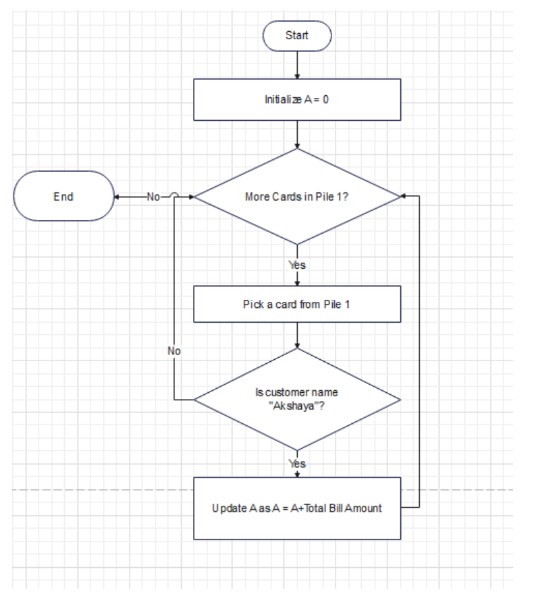 Start
Initialize A = 0
More Cards in Pile 1?
No
End
Yes
Pick a card from Pile 1
No
Is customer name
"Akshaya"?
Yes
Update A as A = A+Total Bill Amount